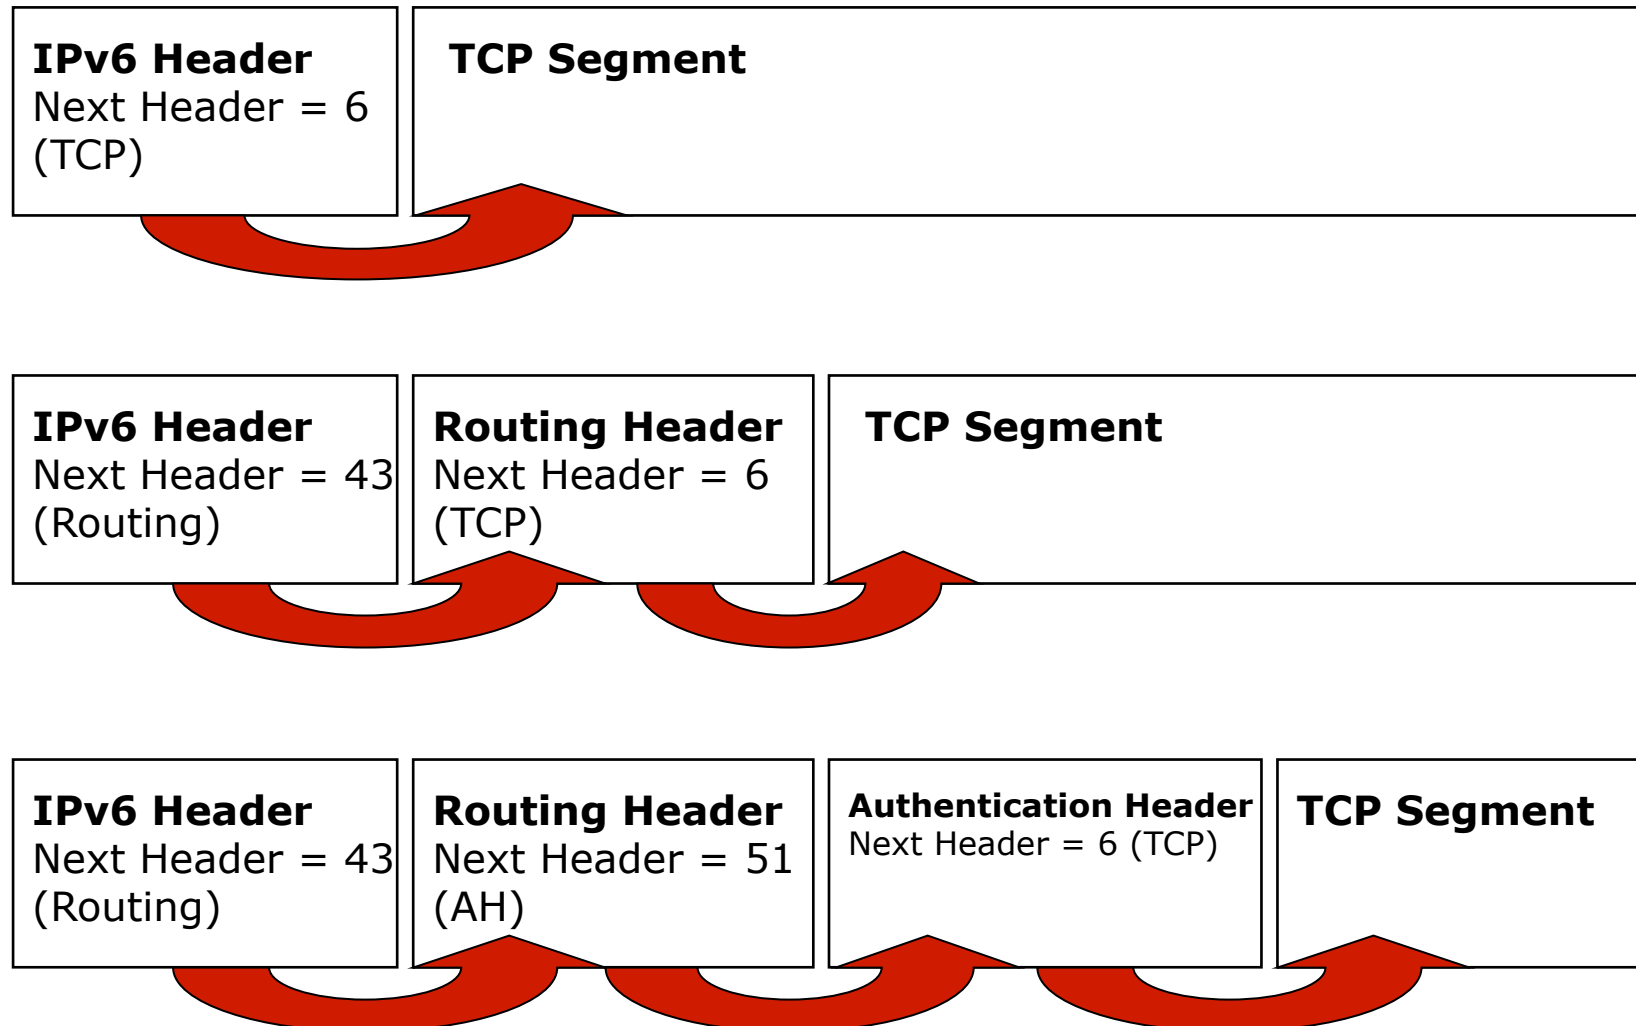 IPv6 Header
Next Header = 6
(TCP)
TCP Segment
IPv6 Header
Next Header = 43
(Routing)
Routing Header
Next Header = 6
(TCP)
TCP Segment
IPv6 Header
Next Header = 43
(Routing)
Routing Header
Next Header = 51
(AH)
Authentication Header
Next Header = 6 (TCP)
TCP Segment